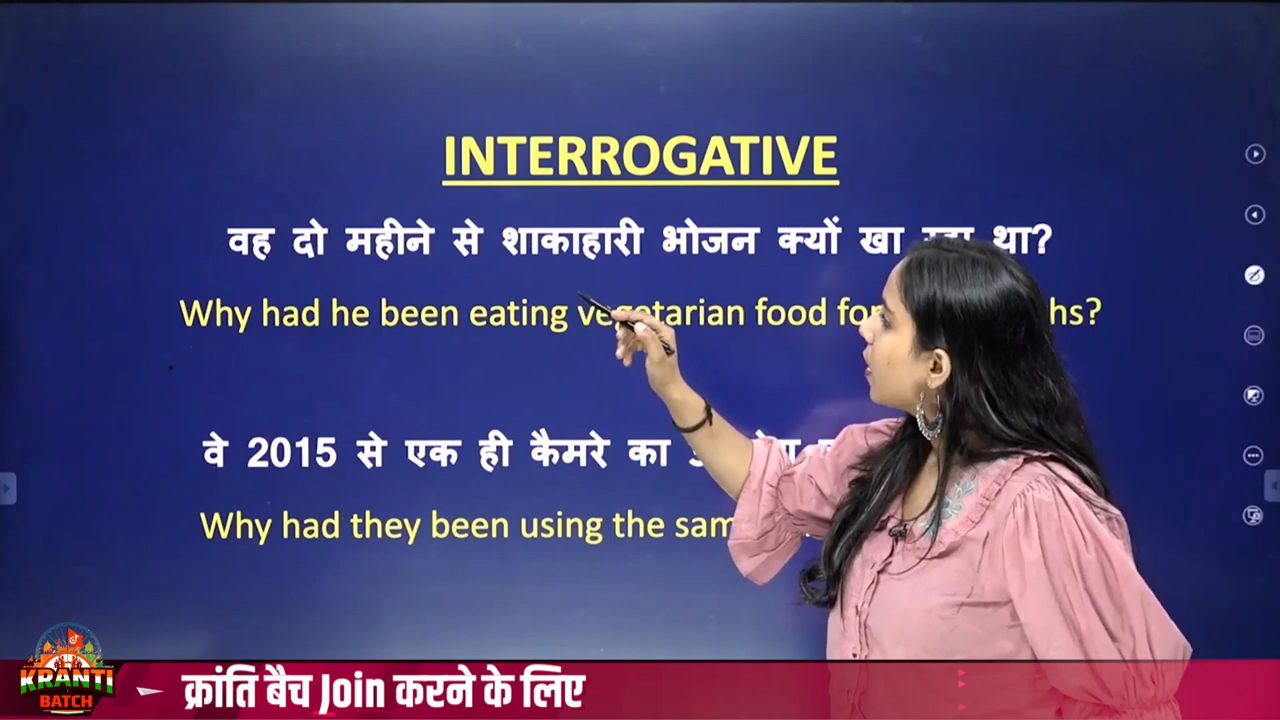 INTERROGATIVE
वह दो महीने से शाकाहारी भोजन क्यों खा था?
Why had he been eating vegetarian food for
वे 2015 से एक ही कैमरे का
Why had they been using the
KRANTI
BATCH
क्रांति बैच Join करने के लिए